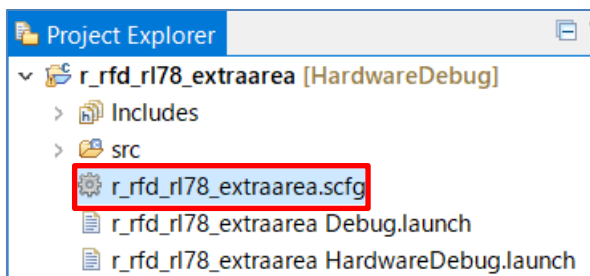 Project Explorer
r_rfd_rl78_extraarea [HardwareDebug]
Includes
src
r_rfd_rl78_extraarea.scfg
r_rfd_rl78_extraarea Debug.launch
r_rfd_rl78_extraarea HardwareDebug.launch